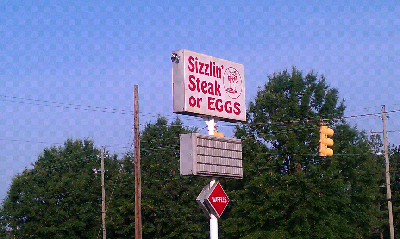 Sizzlin'
Steak
or EGGS
WAFFLES